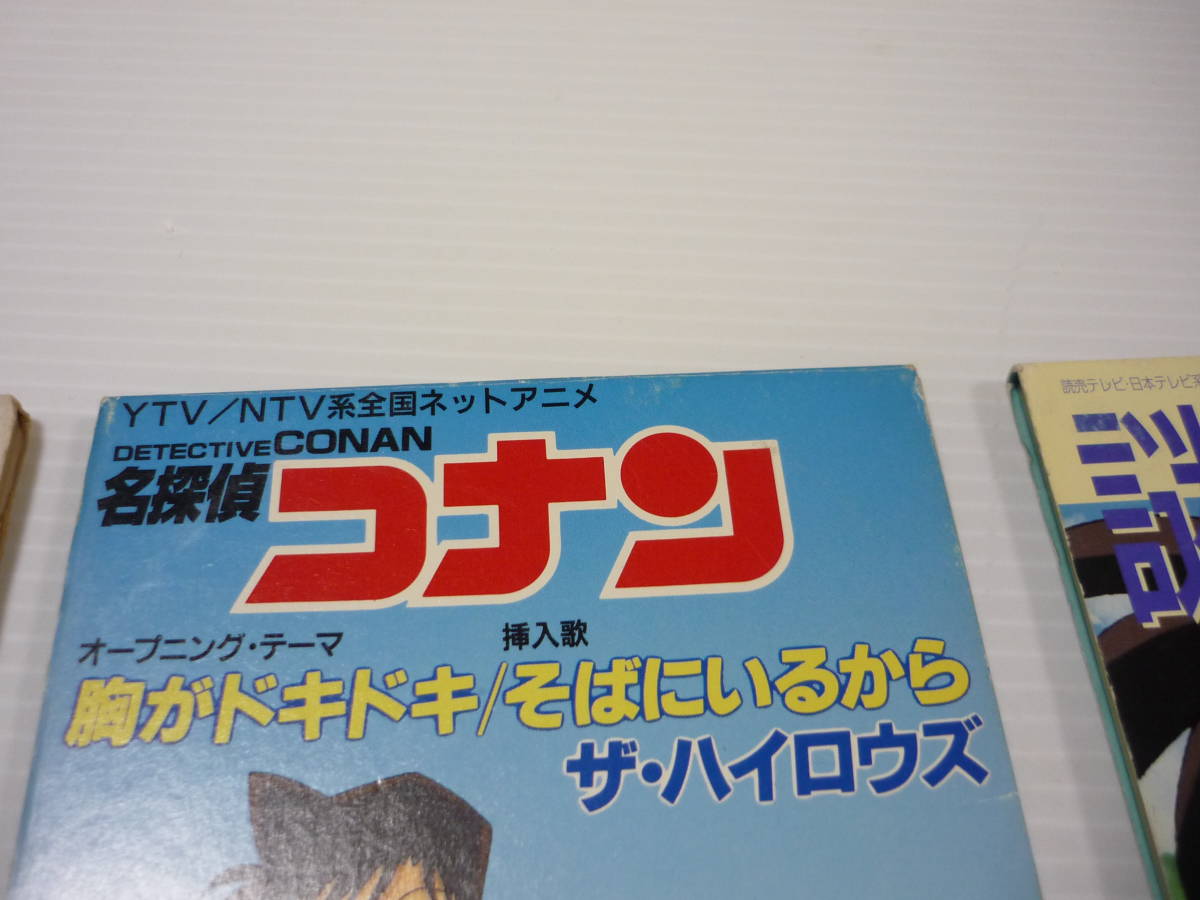 YTV/NTV系全国ネットアニメ
DETECTIVE CONAN
名探偵コナン
オープニング・テーマ 挿入歌
胸がドキドキ/そばにいるから
ザ・ハイロウズ
読売テレビ・日本テレビ系